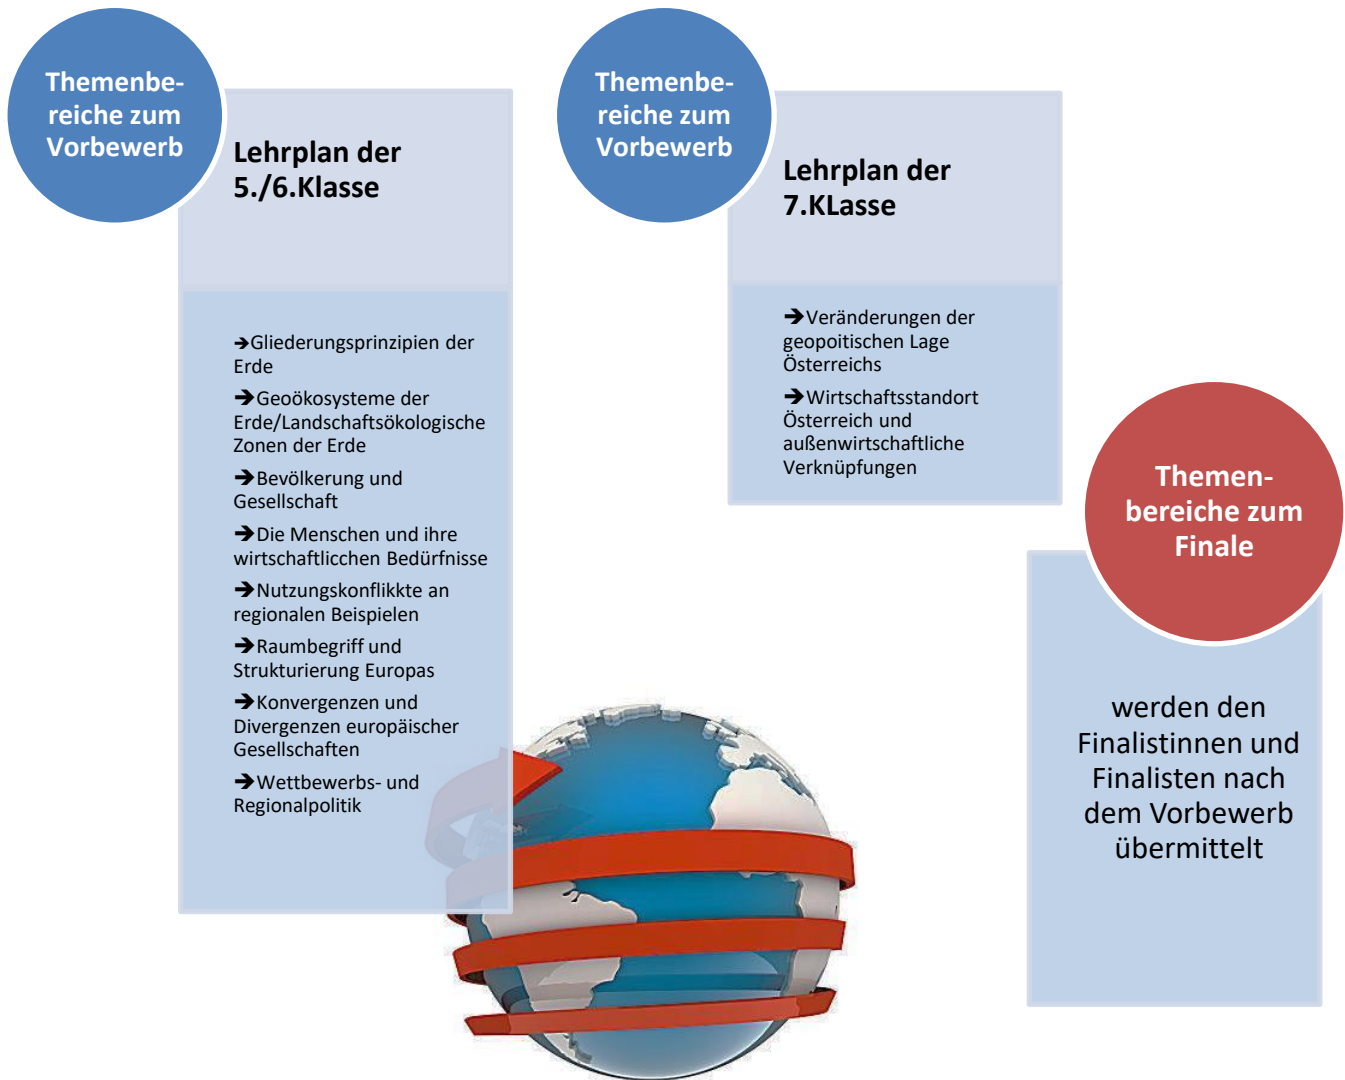 Themenbe-
reiche zum
Vorbewerb
Lehrplan der
5./6.Klasse
➔Gliederungsprinzipien der
Erde
➔Geoökosysteme der
Erde/Landschaftsökologische
Zonen der Erde
➔Bevölkerung und
Gesellschaft
➔Die Menschen und ihre
wirtschaftlicchen Bedürfnisse
➔Nutzungskonflikkte an
regionalen Beispielen
➔Raumbegriff und
Strukturierung Europas
➔Konvergenzen und
Divergenzen europäischer
Gesellschaften
➔Wettbewerbs- und
Regionalpolitik
Themenbe-
reiche zum
Vorbewerb
Lehrplan der
7.KLasse
➔Veränderungen der
geopoitischen Lage
Österreichs
➔Wirtschaftsstandort
Österreich und
außenwirtschaftliche
Verknüpfungen
Themen-
bereiche zum
Finale
werden den
Finalistinnen und
Finalisten nach
dem Vorbewerb
übermittelt